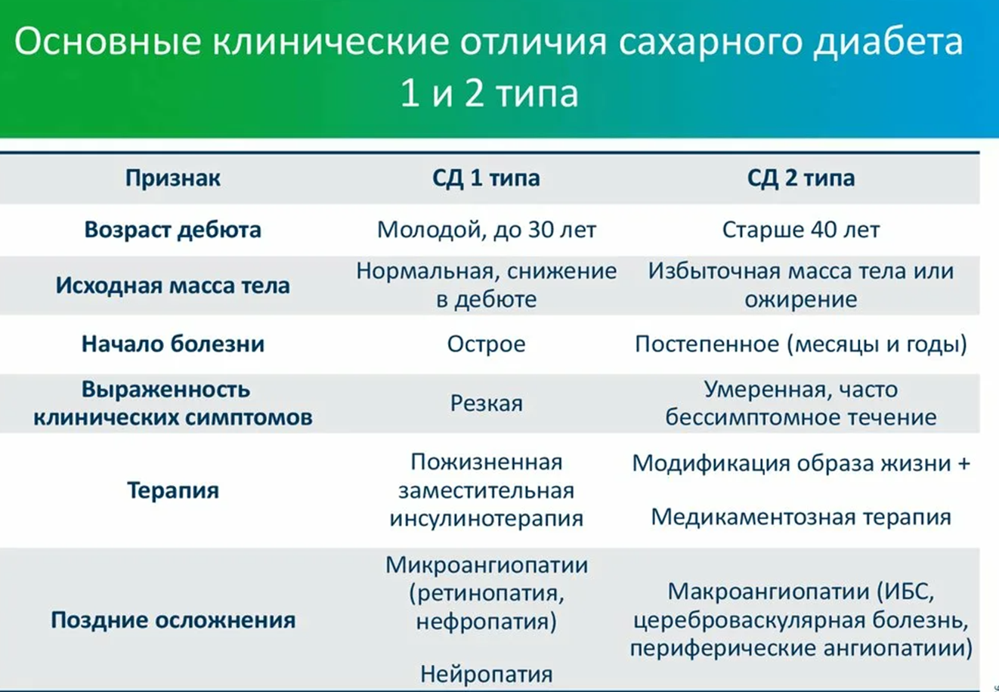 Основные клинические отличия сахарного диабета
1 и 2 типа
Признак
СД 1 типа
СД 2 типа
Возраст дебюта
Молодой, до 30 лет
Старше 40 лет
Исходная масса тела
Нормальная, снижение
в дебюте
Избыточная масса тела или
ожирение
Начало болезни
Острое
Постепенное (месяцы и годы)
Выраженность
клинических симптомов
Резкая
Умеренная, часто
бессимптомное течение
Терапия
Пожизненная
заместительная
инсулинотерапия
Модификация образа жизни +
Медикаментозная терапия
Поздние осложнения
Микроангиопатии
(ретинопатия,
нефропатия)
Нейропатия
Макроангиопатии (ИБС,
цереброваскулярная болезнь,
периферические ангиопатиии)